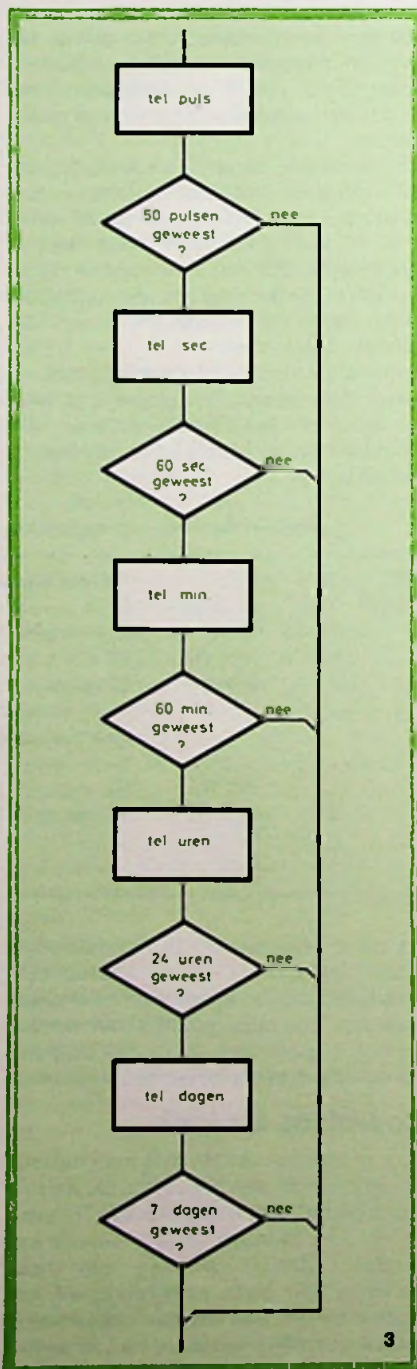 tel puls
50 pulsen
geweest
?
nee
tel sec.
60 sec
geweest
?
nee
tel min.
60 min.
geweest
?
nee
tel uren
24 uren
geweest
?
nee
tel dagen
7 dagen
geweest
?
nee
3